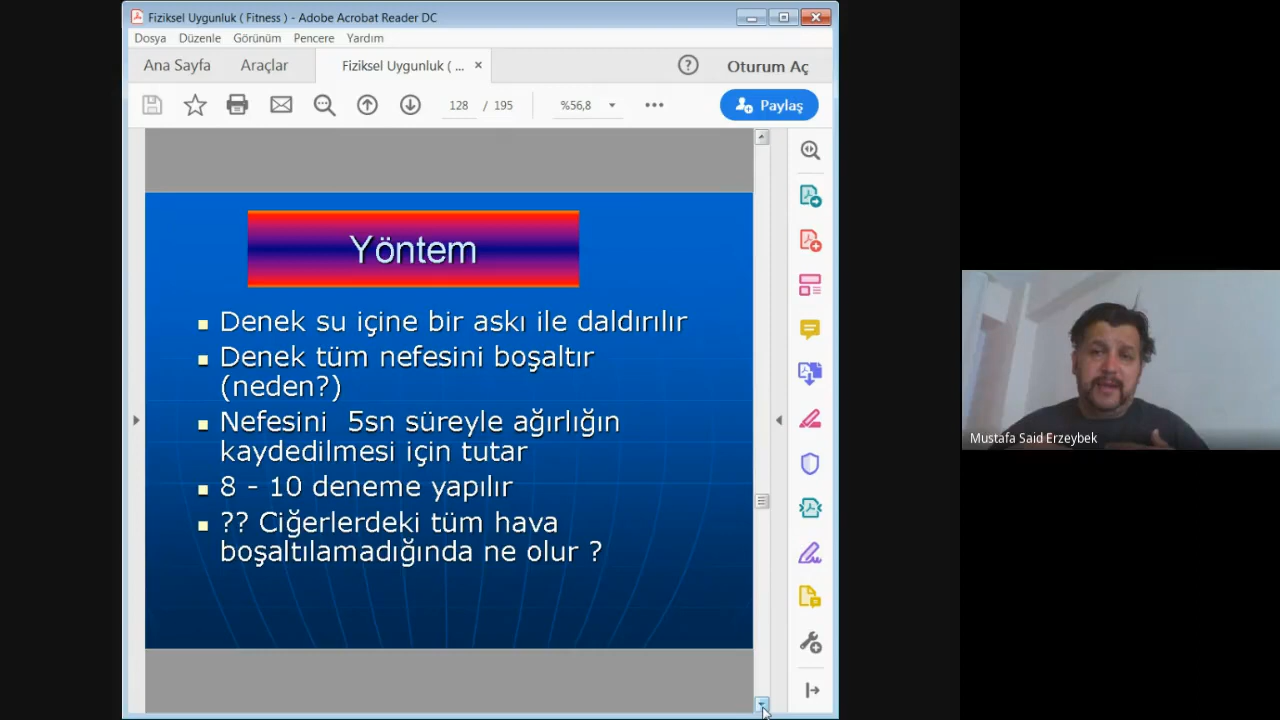 Fiziksel Uygunluk ( Fitness ) - Adobe Acrobat Reader DC
Dosya Düzenle Görünüm Pencere Yardım
Ana Sayfa Araçlar Fiziksel Uygunluk ( ... × ? Oturum Aç
128 / 195 %56,8 ••• Paylaş
Yöntem
Denek su içine bir askı ile daldırılır
Denek tüm nefesini boşaltır
(neden?)
Nefesini 5sn süreyle ağırlığın
kaydedilmesi için tutar
8 - 10 deneme yapılır
?? Ciğerlerdeki tüm hava
boşaltılamadığında ne olur ?
Mustafa Said Erzeybek